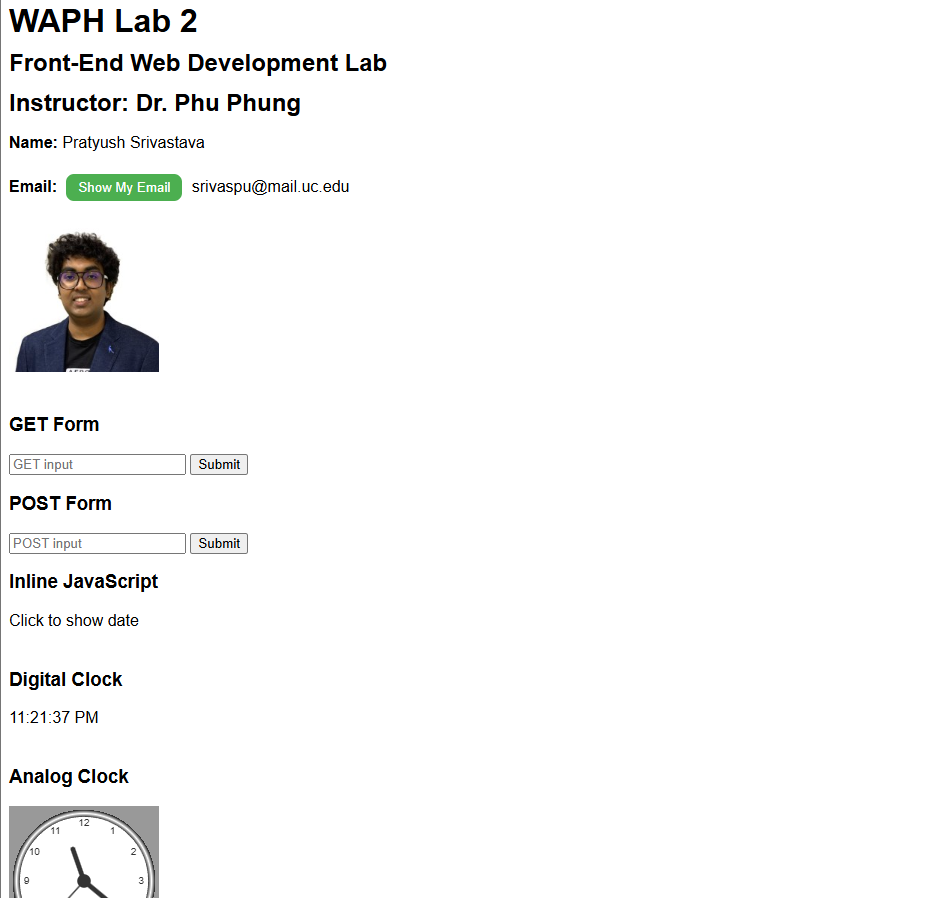 WAPH Lab 2
Front-End Web Development Lab
Instructor: Dr. Phu Phung
Name: Pratyush Srivastava
Email: Show My Email srivaspu@mail.uc.edu
GET Form
GET input Submit
POST Form
POST input Submit
Inline JavaScript
Click to show date
Digital Clock
11:21:37 PM
Analog Clock
12
11 1
10 2
9 3